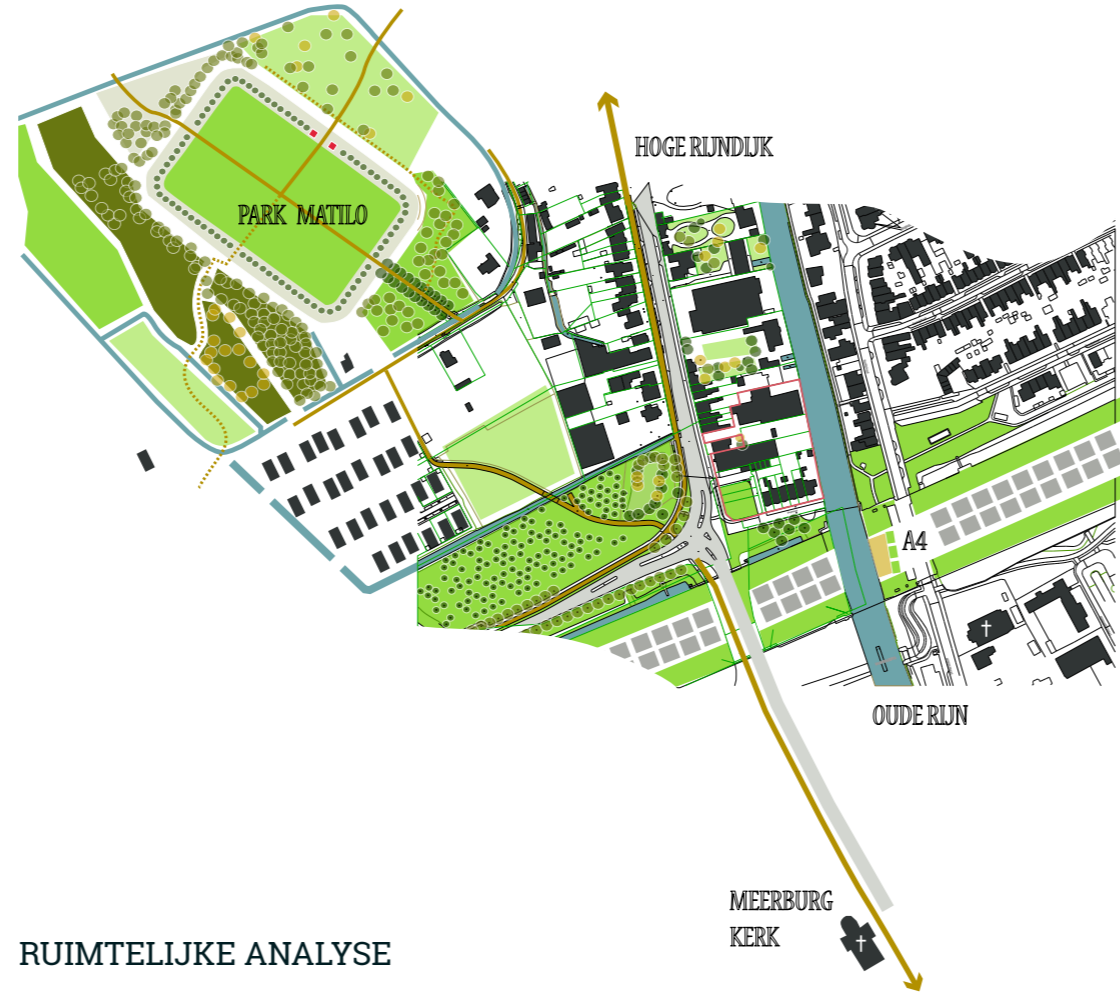 HOGE RIJNDIJK
PARK MATILO
A4
OUDE RIJN
MEERBURG
KERK
RUIMTELIJKE ANALYSE